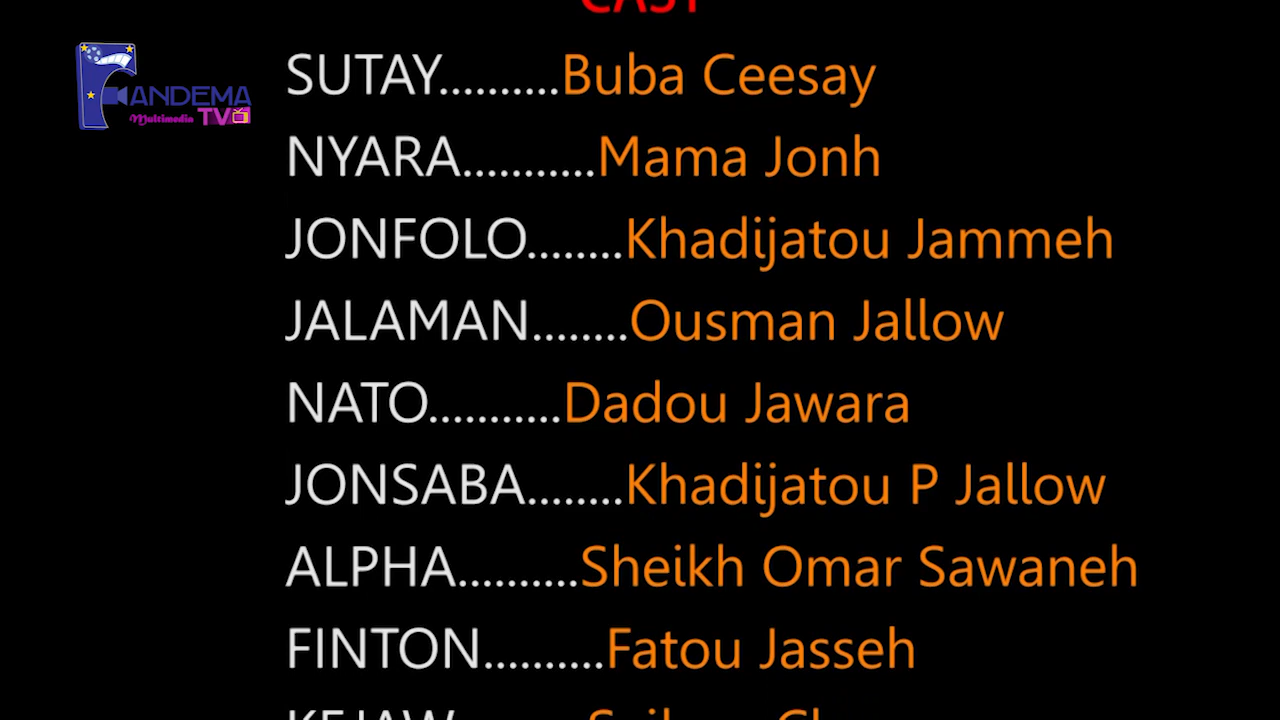 CAST
FANDEMA
Multimedia TV
SUTAY..........Buba Ceesay
NYARA...........Mama Jonh
JONFOLO........Khadijatou Jammeh
JALAMAN........Ousman Jallow
NATO...........Dadou Jawara
JONSABA........Khadijatou P Jallow
ALPHA..........Sheikh Omar Sawaneh
FINTON..........Fatou Jasseh